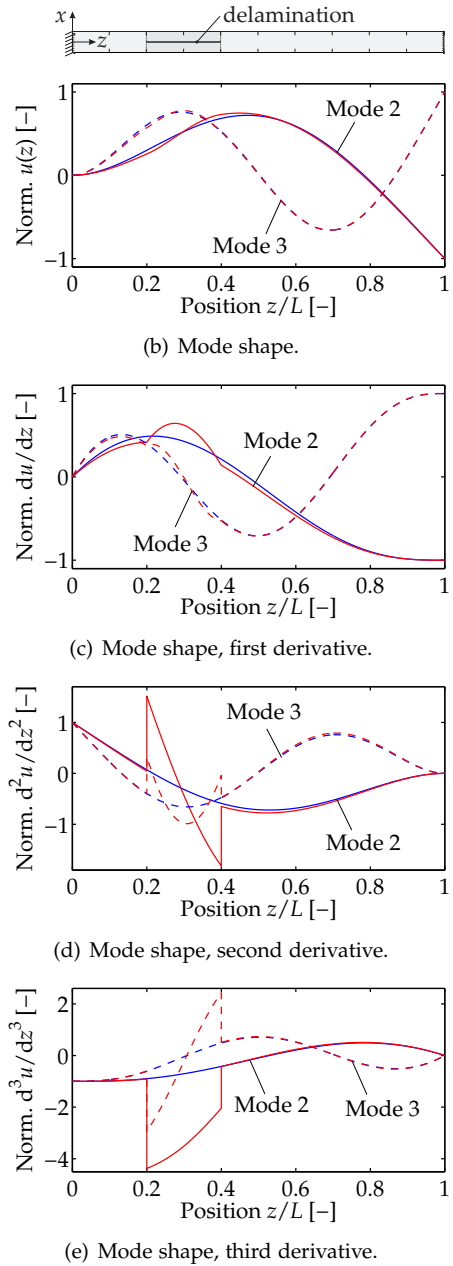 x
z
delamination
Norm. u(z) [−]
1
0
−1
Mode 2
Mode 3
0 0.2 0.4 0.6 0.8 1
Position z/L [−]
(b) Mode shape.
Norm. du/dz [−]
1
0
−1
Mode 2
Mode 3
0 0.2 0.4 0.6 0.8 1
Position z/L [−]
(c) Mode shape, first derivative.
Norm. d²u/dz² [−]
1
0
−1
Mode 3
Mode 2
0 0.2 0.4 0.6 0.8 1
Position z/L [−]
(d) Mode shape, second derivative.
Norm. d³u/dz³ [−]
2
0
−2
−4
Mode 2 Mode 3
0 0.2 0.4 0.6 0.8 1
Position z/L [−]
(e) Mode shape, third derivative.